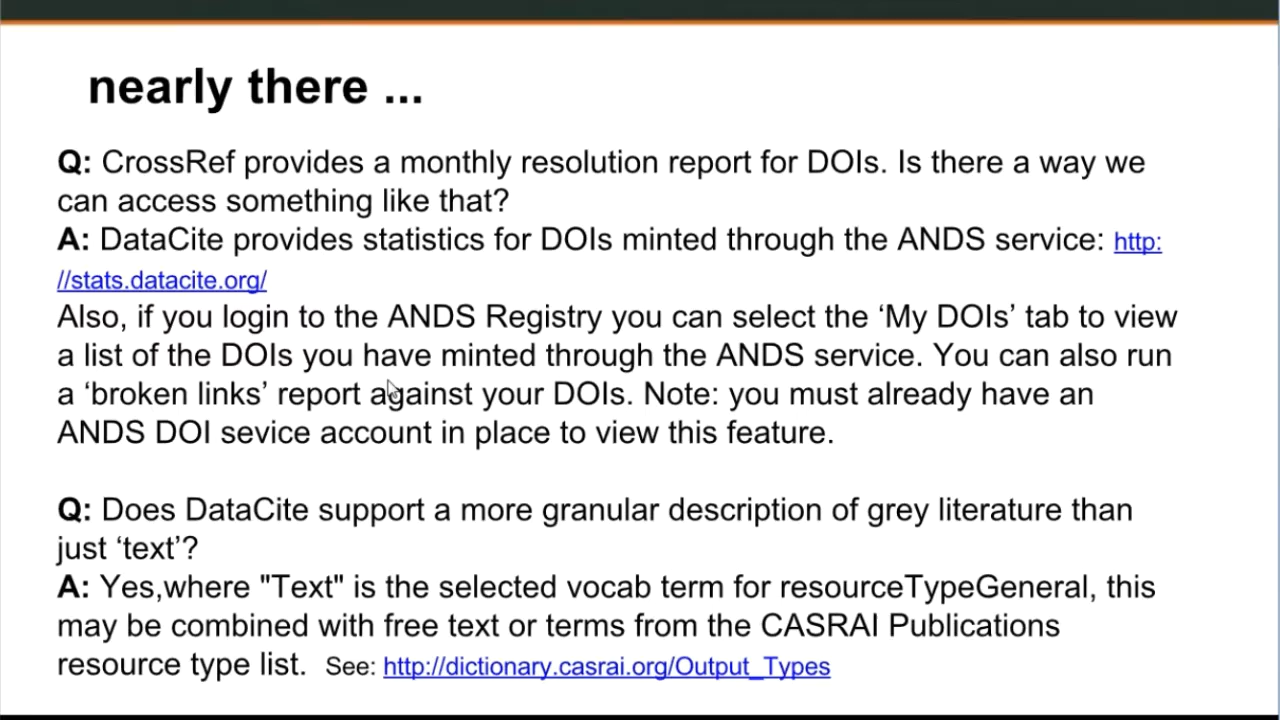 nearly there ...
Q: CrossRef provides a monthly resolution report for DOIs. Is there a way we
can access something like that?
A: DataCite provides statistics for DOIs minted through the ANDS service: http:
//stats.datacite.org/
Also, if you login to the ANDS Registry you can select the ‘My DOIs’ tab to view
a list of the DOIs you have minted through the ANDS service. You can also run
a ‘broken links’ report against your DOIs. Note: you must already have an
ANDS DOI sevice account in place to view this feature.
Q: Does DataCite support a more granular description of grey literature than
just ‘text’?
A: Yes,where "Text" is the selected vocab term for resourceTypeGeneral, this
may be combined with free text or terms from the CASRAI Publications
resource type list. See: http://dictionary.casrai.org/Output_Types